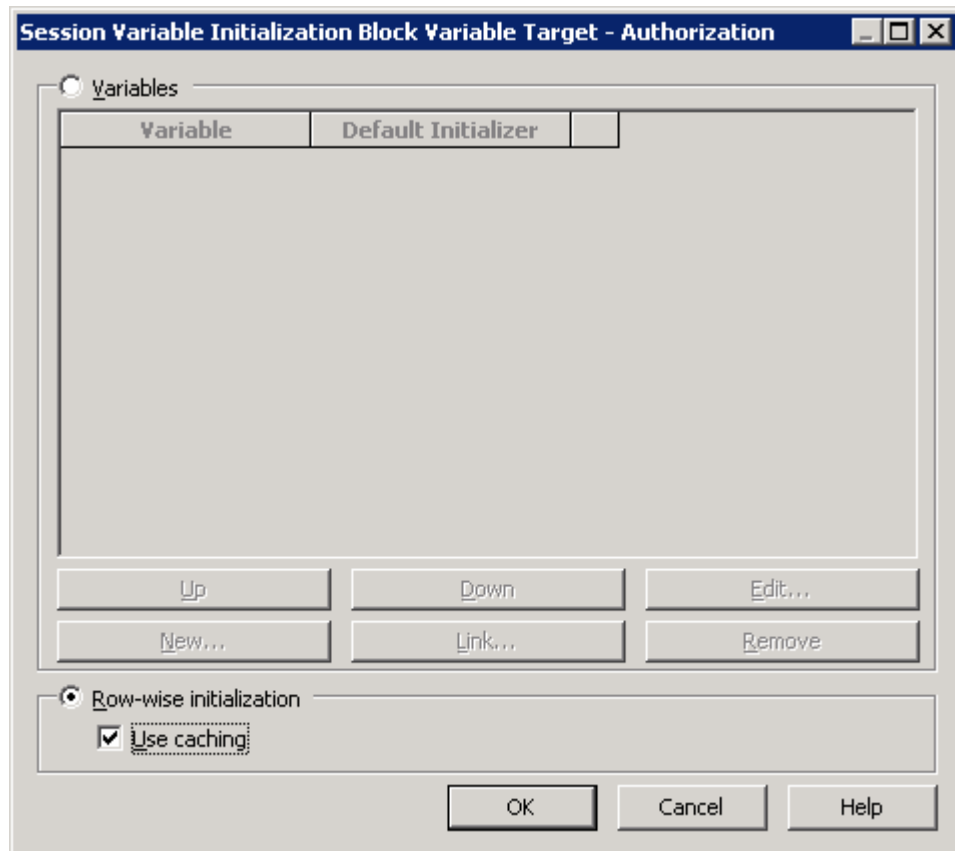 Session Variable Initialization Block Variable Target - Authorization
Variables
Variable Default Initializer
Up Down Edit...
New... Link... Remove
Row-wise initialization
Use caching
OK Cancel Help